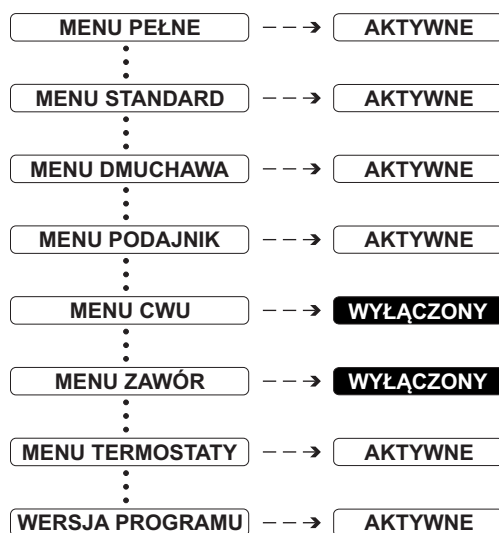 MENU PEŁNE AKTYWNE
MENU STANDARD AKTYWNE
MENU DMUCHAWA AKTYWNE
MENU PODAJNIK AKTYWNE
MENU CWU WYŁĄCZONY
MENU ZAWÓR WYŁĄCZONY
MENU TERMOSTATY AKTYWNE
WERSJA PROGRAMU AKTYWNE